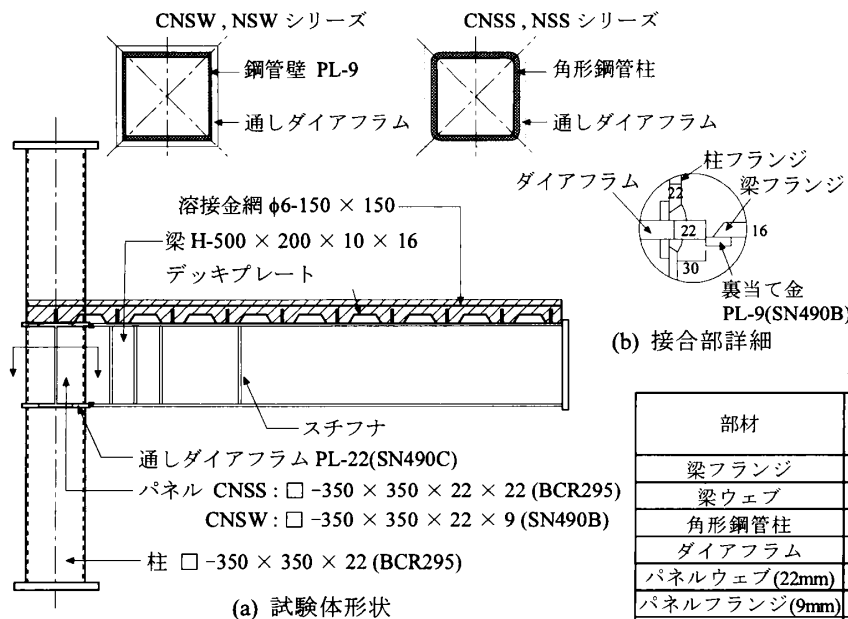 CNSW , NSW シリーズ
CNSS , NSS シリーズ
鋼管壁 PL-9
通しダイアフラム
角形鋼管柱
通しダイアフラム
柱フランジ
ダイアフラム
梁フランジ
22
22
16
30
裏当て金
PL-9(SN490B)
(b) 接合部詳細
溶接金網 φ6-150 × 150
梁 H-500 × 200 × 10 × 16
デッキプレート
スチフナ
通しダイアフラム PL-22(SN490C)
パネル CNSS : □ -350 × 350 × 22 × 22 (BCR295)
CNSW : □ -350 × 350 × 22 × 9 (SN490B)
柱 □ -350 × 350 × 22 (BCR295)
(a) 試験体形状
部材
梁フランジ
梁ウェブ
角形鋼管柱
ダイアフラム
パネルウェブ(22mm)
パネルフランジ(9mm)